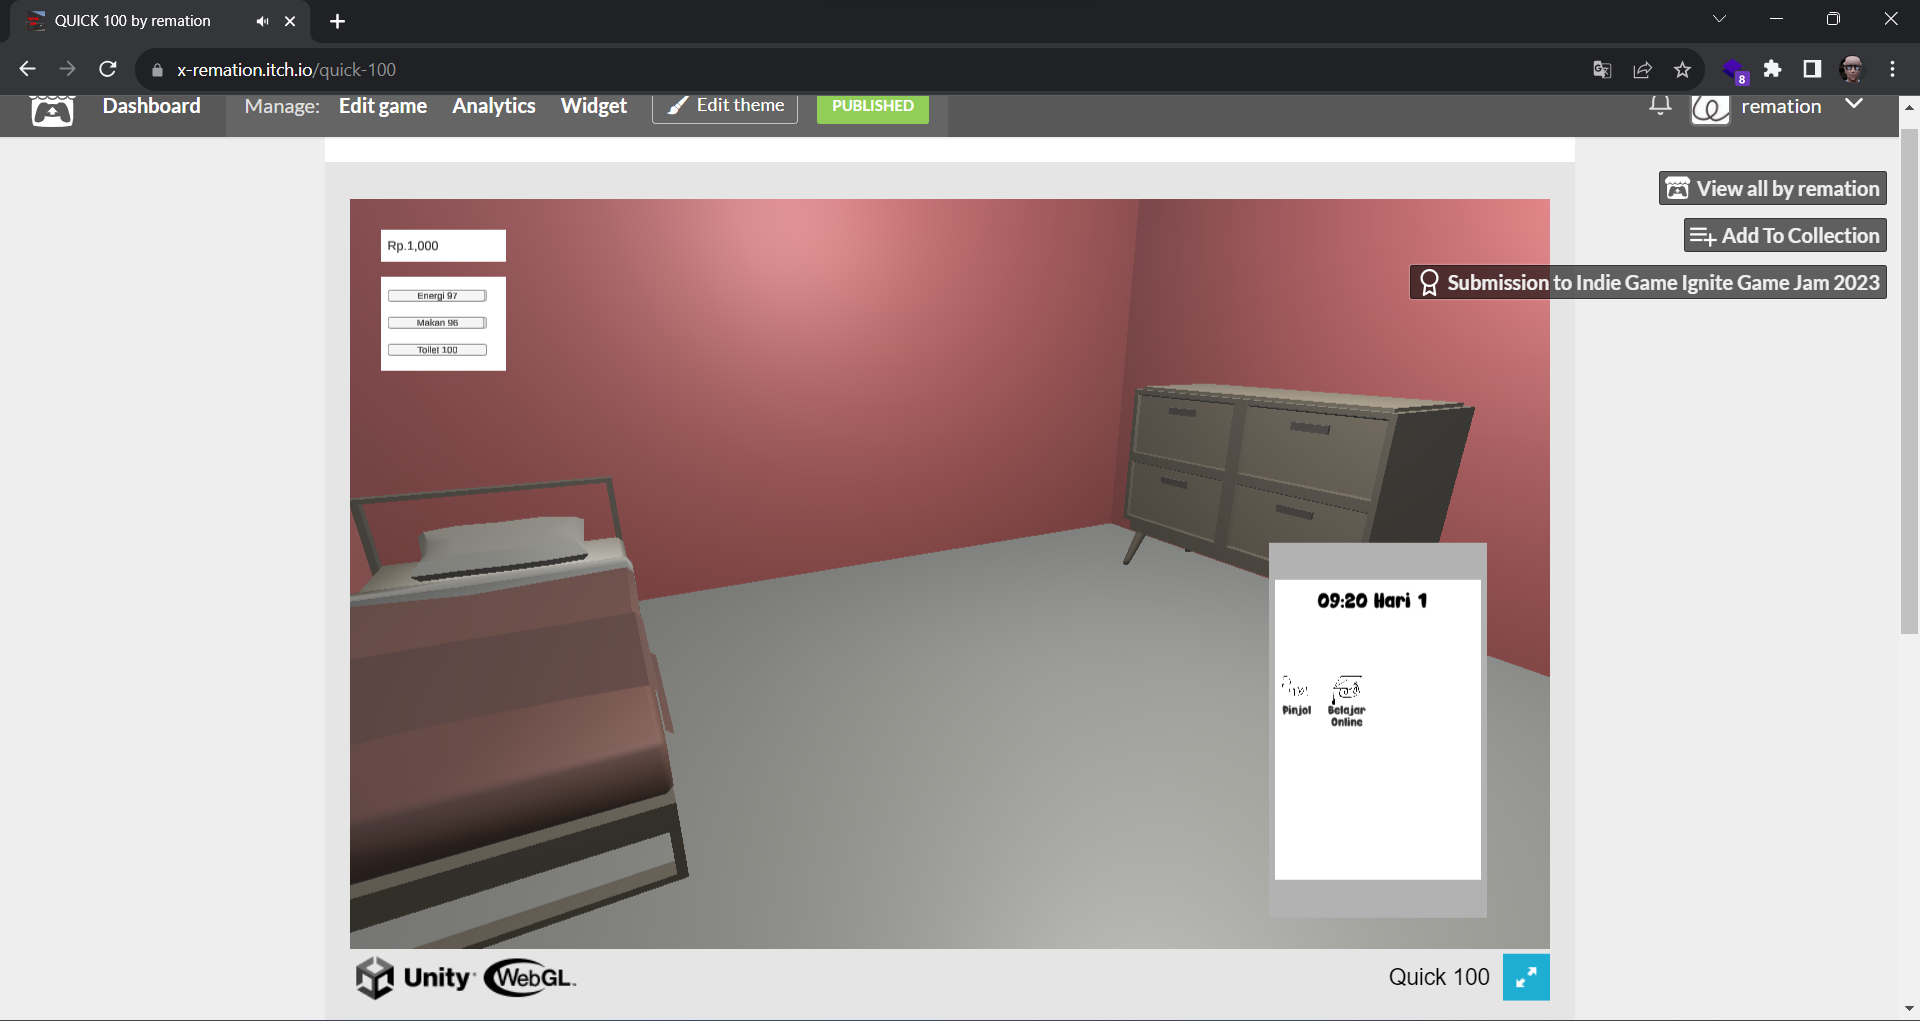 QUICK 100 by remation
x-remation.itch.io/quick-100
8
Dashboard
Manage: Edit game Analytics Widget Edit theme PUBLISHED
remation
View all by remation
Add To Collection
Submission to Indie Game Ignite Game Jam 2023
Rp.1,000
Energi 97
Makan 96
Toilet 100
09:20 Hari 1
Pinjol
Belajar
Online
Unity WebGL
Quick 100